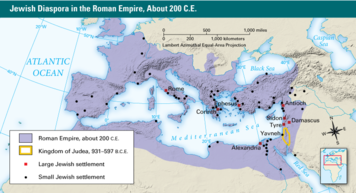 Jewish Diaspora in the Roman Empire, About 200 C.E.
0 500 1,000 miles
0 500 1,000 kilometers
Lambert Azimuthal Equal-Area Projection
ATLANTIC
OCEAN
Caspian
Sea
Black Sea
Rome
Ephesus
Corinth
Antioch
Sidon
Damascus
Tyre
Yavneh
Mediterranean Sea
Alexandria
Roman Empire, about 200 C.E.
Kingdom of Judea, 931–597 B.C.E.
Large Jewish settlement
Small Jewish settlement